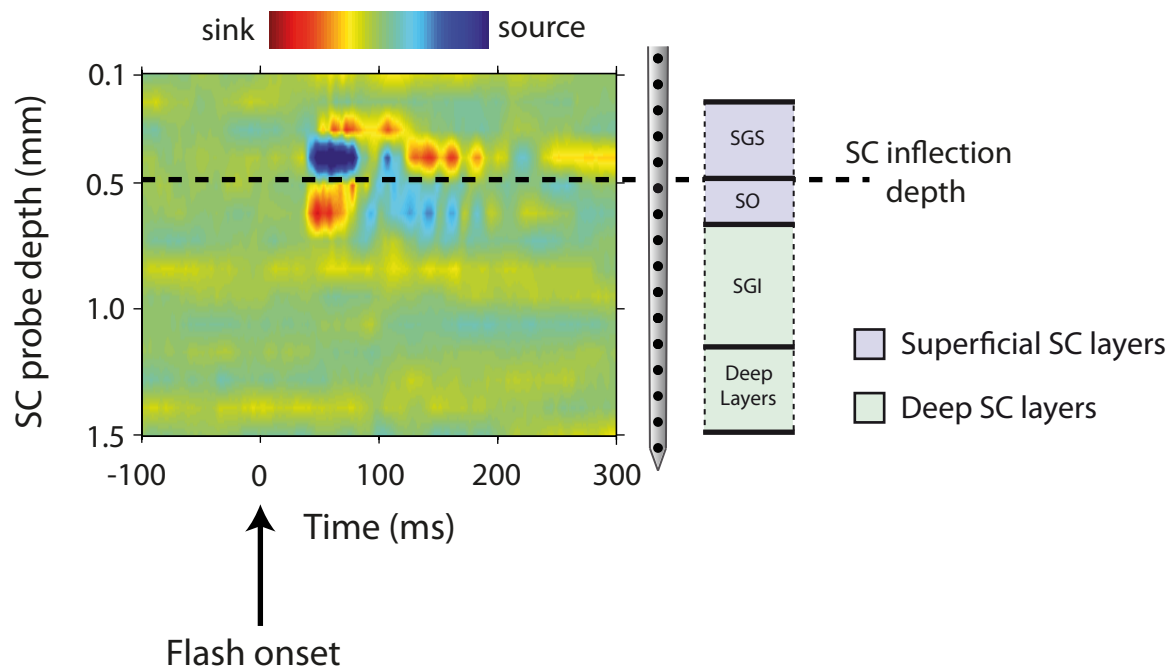 sink source
0.1
0.5
1.0
1.5
SC probe depth (mm)
-100 0 100 200 300
Time (ms)
Flash onset
SGS
SO
SGI
Deep
Layers
SC inflection
depth
Superficial SC layers
Deep SC layers